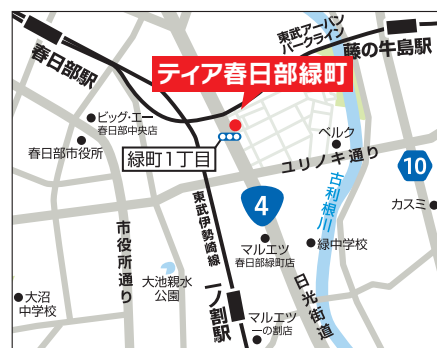 東武アーバン
パークライン
藤の牛島駅
春日部駅
ティア春日部緑町
ビッグ・エー
春日部中央店
春日部市役所
緑町1丁目
ベルク
ユリノキ通り
10
古利根川
カスミ
4
東武伊勢崎線
市役所通り
マルエツ
春日部緑町店
緑中学校
大池親水
公園
日光街道
大沼
中学校
一ノ割駅
マルエツ
一の割店